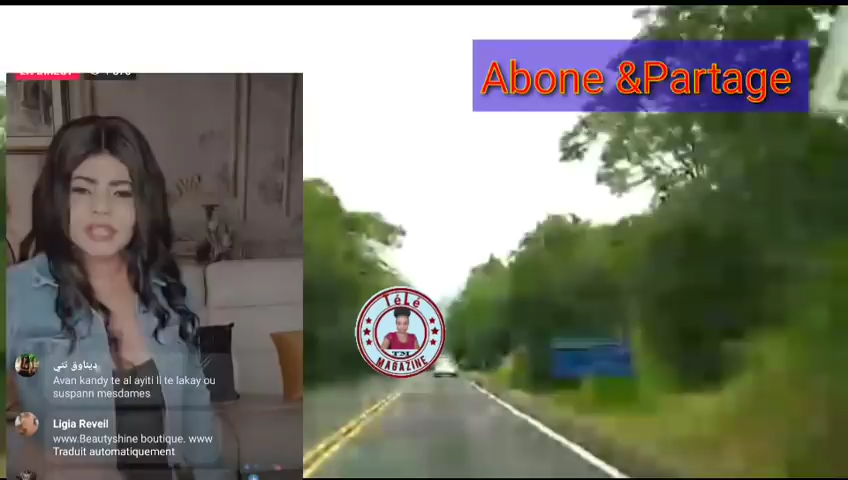 Abone &Partage
TéLé
TM
MAGAZINE
Avan kandy te al ayiti li te lakay ou
suspann mesdames
Ligia Reveil
www.Beautyshine boutique. www
Traduit automatiquement